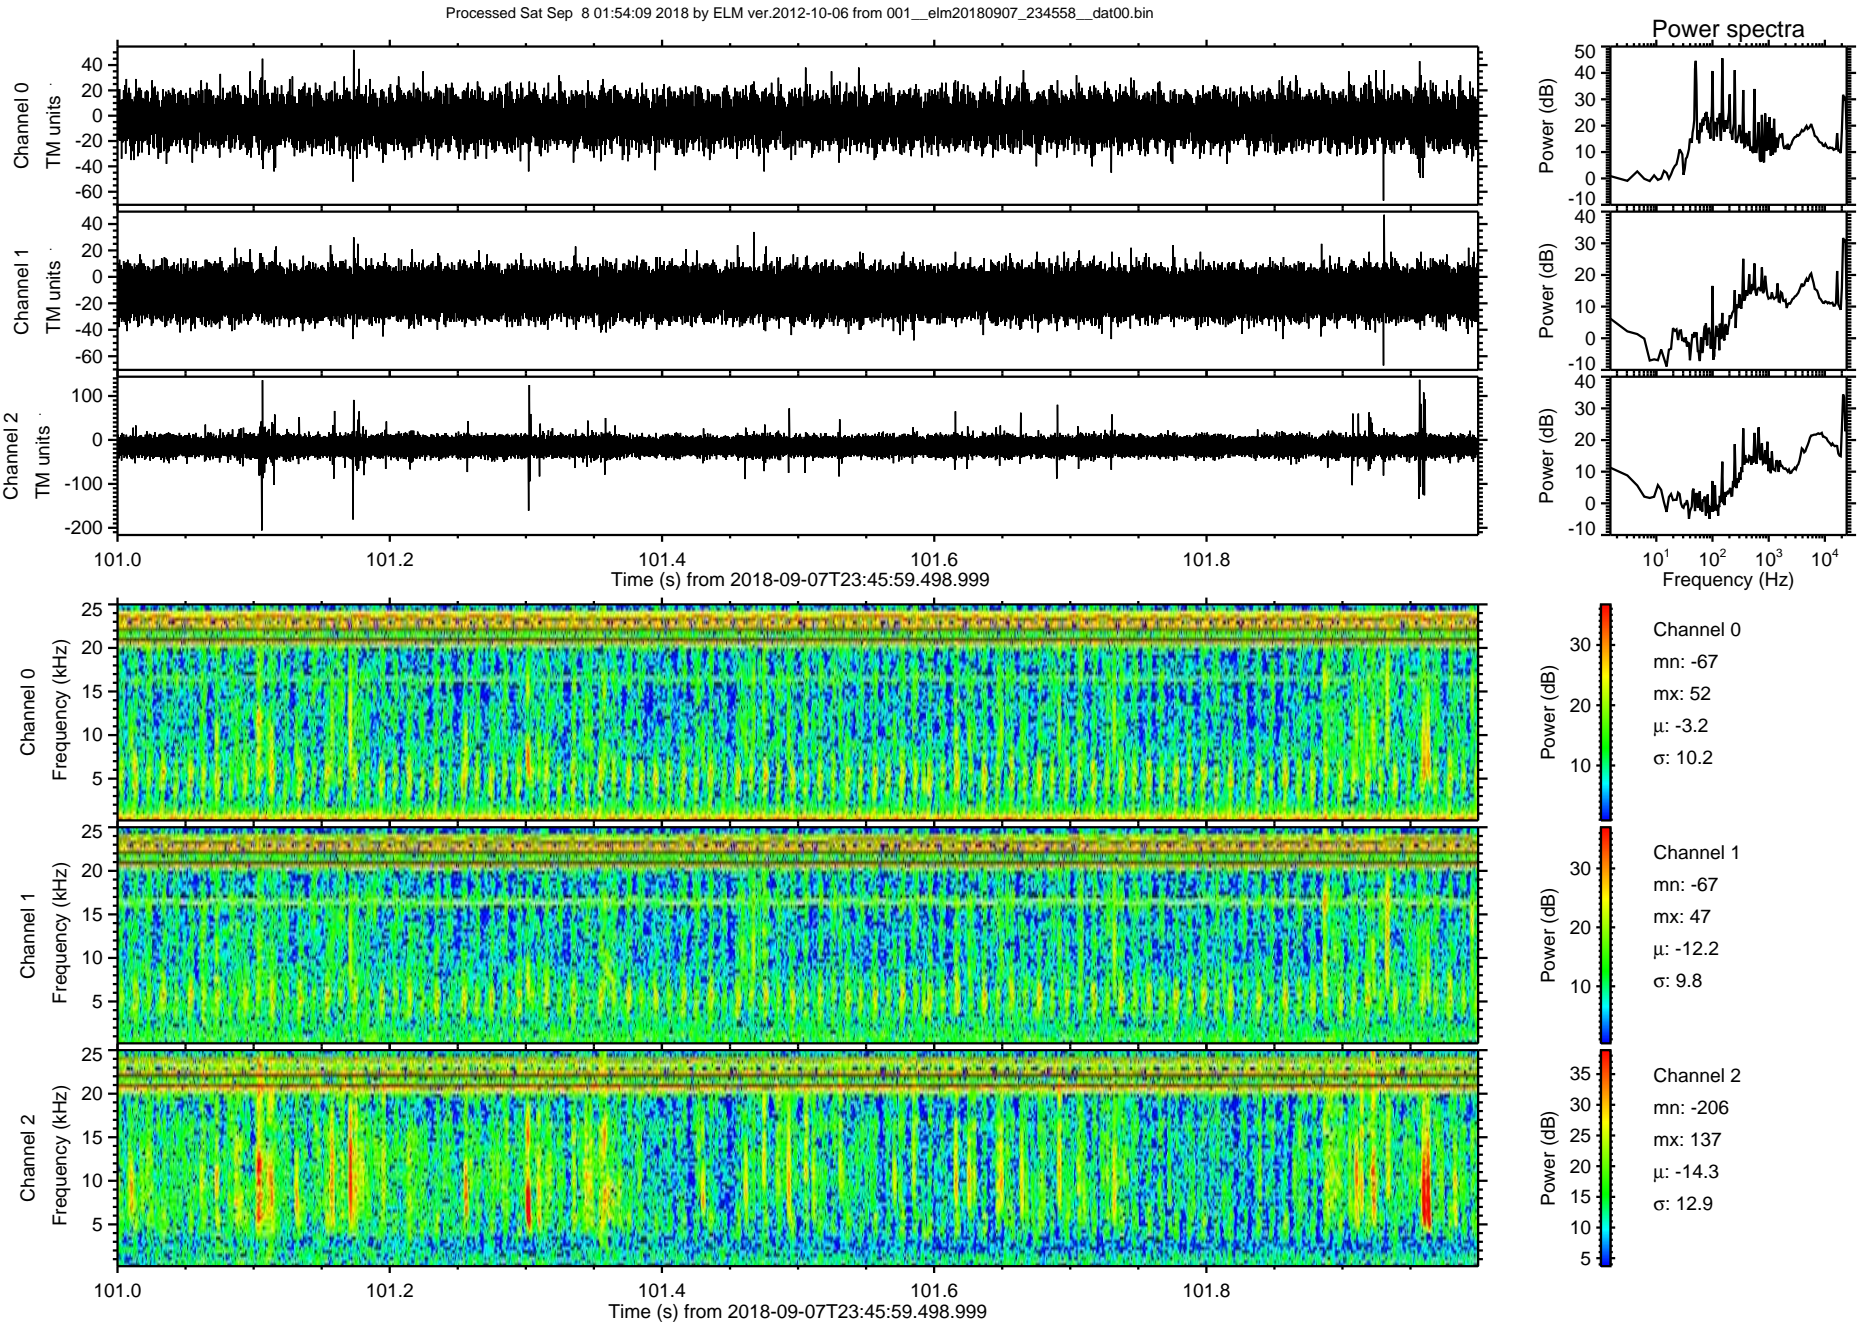 Processed Sat Sep  8 01:54:09 2018 by ELM ver.2012-10-06 from 001__elm20180907_234558__dat00.bin
Power spectra
Channel 0
TM units
40
20
0
-20
-40
-60
Power (dB)
50
40
30
20
10
0
-10
Channel 1
TM units
40
20
0
-20
-40
-60
Power (dB)
40
30
20
10
0
-10
Channel 2
TM units
100
0
-100
-200
Power (dB)
40
30
20
10
0
-10
101.0 101.2 101.4 101.6 101.8
Time (s) from 2018-09-07T23:45:59.498.999
10^1 10^2 10^3 10^4
Frequency (Hz)
Channel 0
Frequency (kHz)
25
20
15
10
5
Power (dB)
30
20
10
Channel 0
mn: -67
mx: 52
μ: -3.2
σ: 10.2
Channel 1
Frequency (kHz)
25
20
15
10
5
Power (dB)
30
20
10
Channel 1
mn: -67
mx: 47
μ: -12.2
σ: 9.8
Channel 2
Frequency (kHz)
25
20
15
10
5
Power (dB)
35
30
25
20
15
10
5
Channel 2
mn: -206
mx: 137
μ: -14.3
σ: 12.9
101.0 101.2 101.4 101.6 101.8
Time (s) from 2018-09-07T23:45:59.498.999